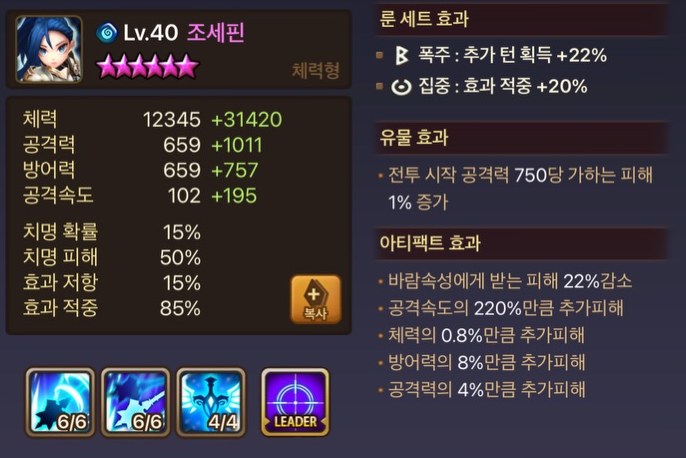 Lv.40 조세핀
체력형
체력 12345 +31420
공격력 659 +1011
방어력 659 +757
공격속도 102 +195
치명 확률 15%
치명 피해 50%
효과 저항 15%
효과 적중 85%
복사
6/6 6/6 4/4 LEADER
룬 세트 효과
폭주 : 추가 턴 획득 +22%
집중 : 효과 적중 +20%
유물 효과
• 전투 시작 공격력 750당 가하는 피해
1% 증가
아티팩트 효과
• 바람속성에게 받는 피해 22%감소
• 공격속도의 220%만큼 추가피해
• 체력의 0.8%만큼 추가피해
• 방어력의 8%만큼 추가피해
• 공격력의 4%만큼 추가피해